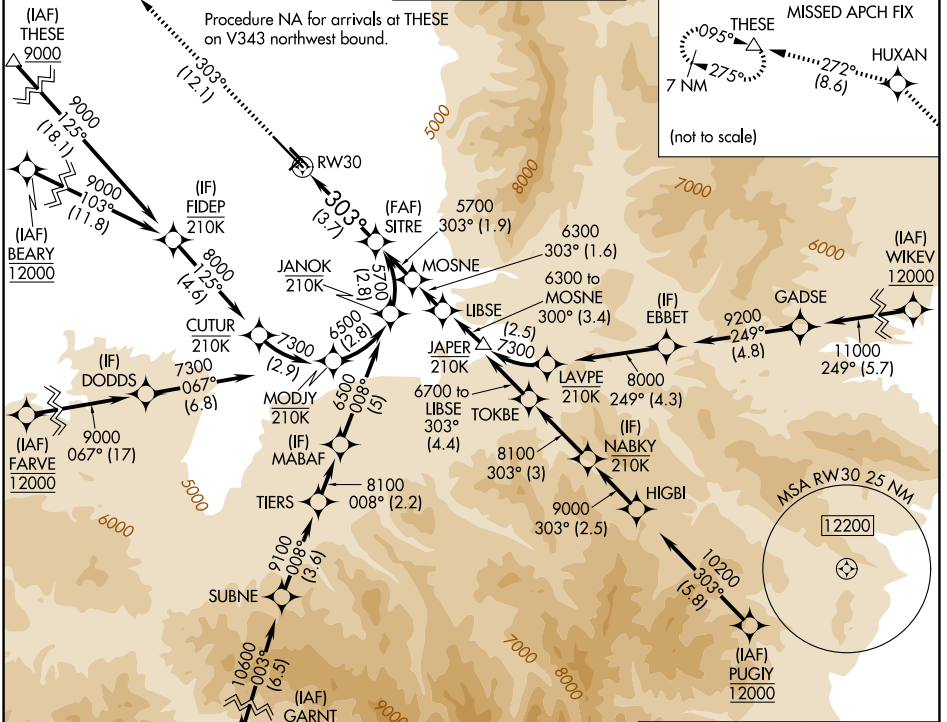 (IAF)
THESE
9000
Procedure NA for arrivals at THESE
on V343 northwest bound.
303°
(12.1)
MISSED APCH FIX
THESE
095°
275°
7 NM
272°
(8.6)
HUXAN
(not to scale)
9000
125°
(18.1)
9000
103°
(11.8)
(IAF)
BEARY
12000
(IF)
FIDEP
210K
RW30
303°
(3.7)
(FAF)
SITRE
5700
303° (1.9)
6300
303° (1.6)
5000
8000
7000
6000
8000
125°
(4.6)
JANOK
210K
5700
(2.8)
MOSNE
6300 to
MOSNE
300° (3.4)
LIBSE
(IF)
EBBET
GADSE
(IAF)
WIKEV
12000
CUTUR
210K
7300
(2.9)
6500
(2.8)
JAPER
210K
(2.5)
7300
9200
249°
(4.8)
11000
249° (5.7)
(IF)
DODDS
7300
067°
(6.8)
MODJY
210K
6500
008°
(5)
6700 to
LIBSE
303°
(4.4)
TOKBE
LAVPE
210K
8000
249° (4.3)
(IAF)
FARVE
12000
9000
067° (17)
(IF)
MABAF
8100
303° (3)
(IF)
NABKY
210K
TIERS
8100
008° (2.2)
9000
303° (2.5)
HIGBI
MSA RW30 25 NM
12200
5000
6000
9100
008°
(3.6)
SUBNE
10200
303°
(5.8)
10600
003°
(6.5)
(IAF)
GARNT
7000
8000
9000
(IAF)
PUGIY
12000